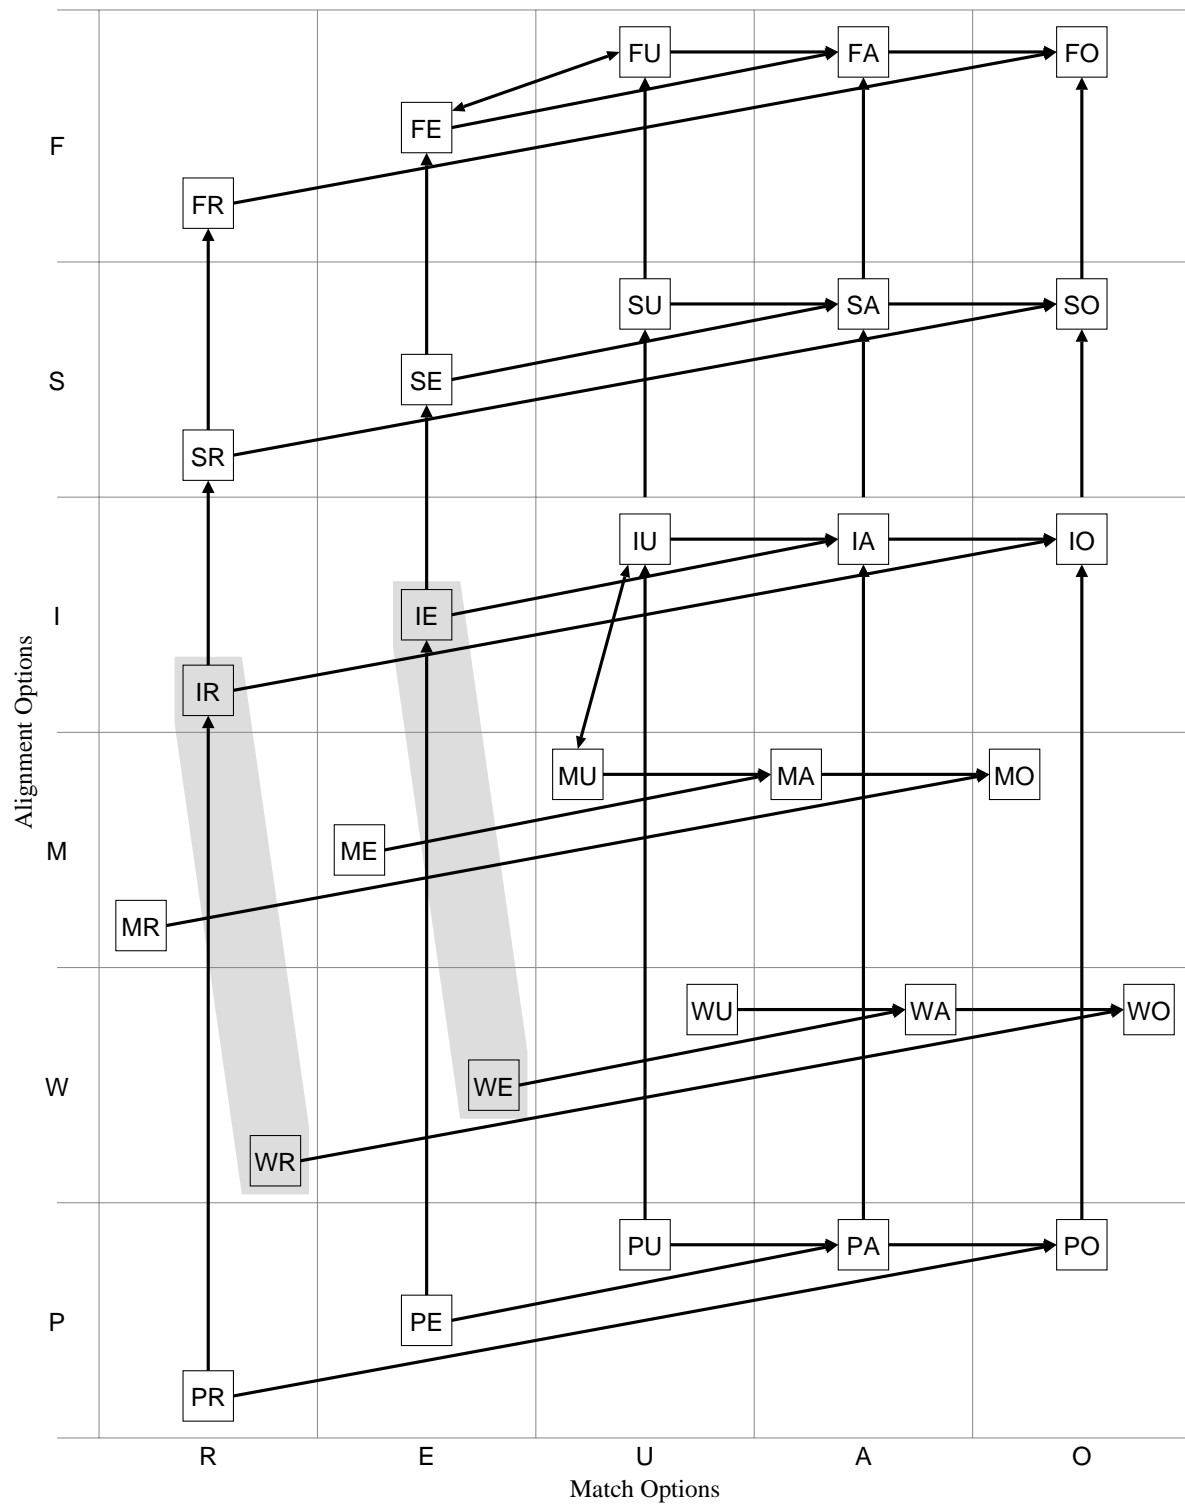 FU FA FO
FE
F
FR
SU SA SO
SE
S
SR
IU IA IO
IE
I
IR
Alignment Options
MU MA MO
ME
M
MR
WU WA WO
WE
W
WR
PU PA PO
PE
P
PR
R E U A O
Match Options